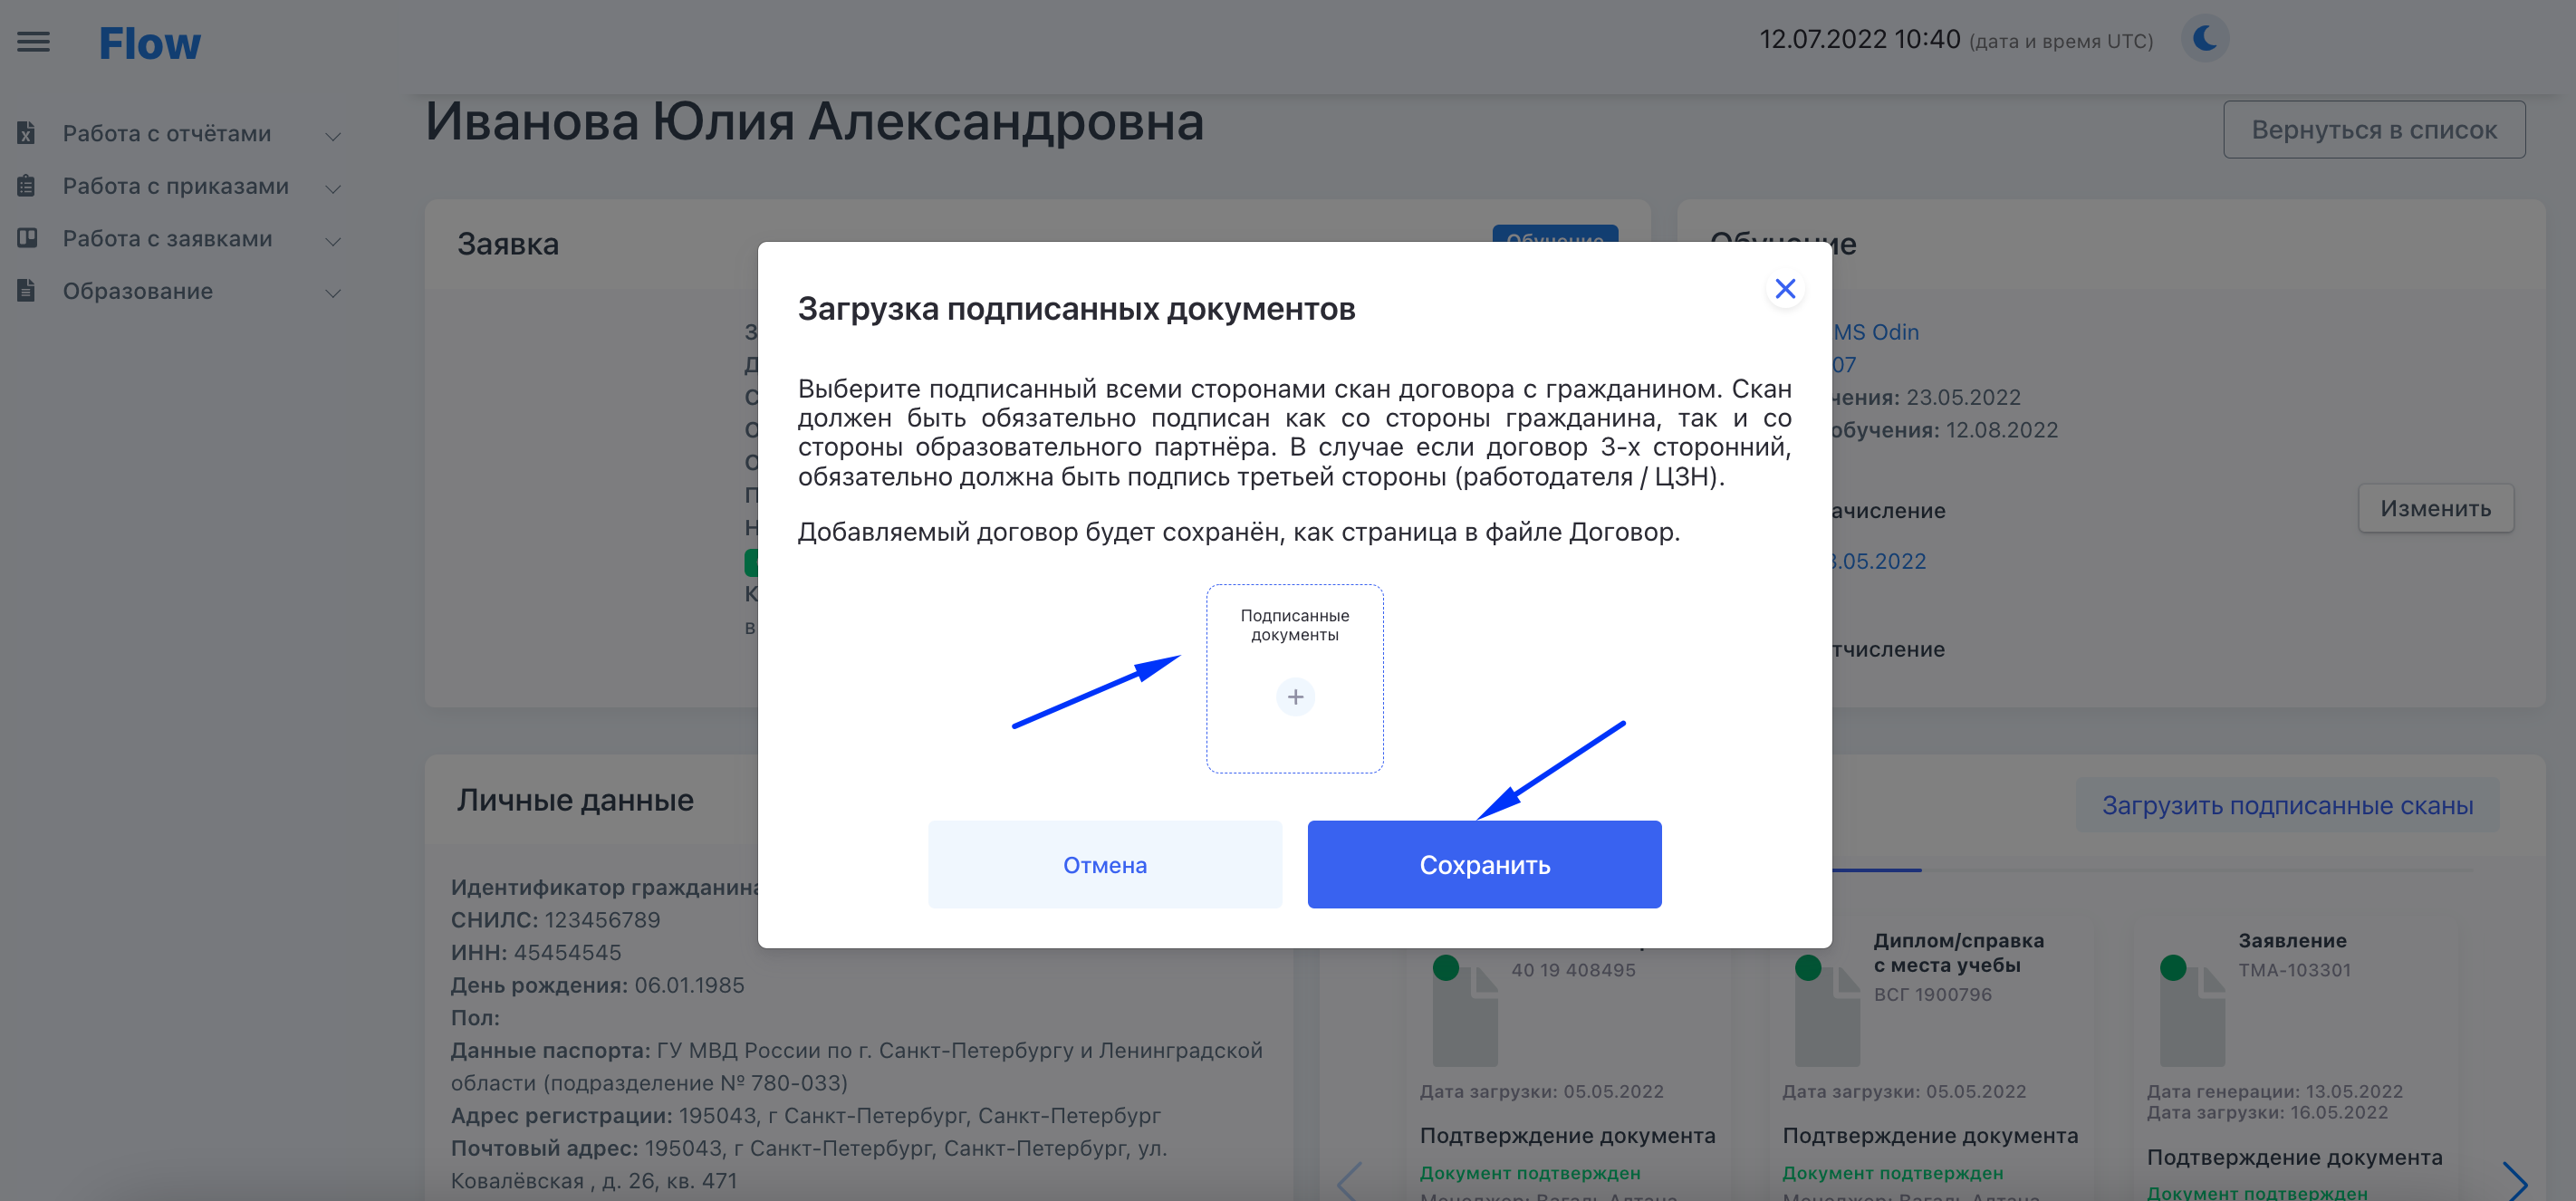 Flow
12.07.2022 10:40 (дата и время UTC)
Работа с отчётами
Работа с приказами
Работа с заявками
Образование
Иванова Юлия Александровна
Вернуться в список
Заявка
MS Odin
07
чения: 23.05.2022
обучения: 12.08.2022
ачисление
Изменить
3.05.2022
тчисление
Загрузка подписанных документов
Выберите подписанный всеми сторонами скан договора с гражданином. Скан
должен быть обязательно подписан как со стороны гражданина, так и со
стороны образовательного партнёра. В случае если договор 3-х сторонний,
обязательно должна быть подпись третьей стороны (работодателя / ЦЗН).
Добавляемый договор будет сохранён, как страница в файле Договор.
Подписанные
документы
+
Отмена
Сохранить
Личные данные
Идентификатор гражданина
СНИЛС: 123456789
ИНН: 45454545
День рождения: 06.01.1985
Пол:
Данные паспорта: ГУ МВД России по г. Санкт-Петербургу и Ленинградской
области (подразделение № 780-033)
Адрес регистрации: 195043, г Санкт-Петербург, Санкт-Петербург
Почтовый адрес: 195043, г Санкт-Петербург, Санкт-Петербург, ул.
Ковалёвская , д. 26, кв. 471
Загрузить подписанные сканы
40 19 408495
Дата загрузки: 05.05.2022
Подтверждение документа
Документ подтвержден
Диплом/справка
с места учебы
ВСГ 1900796
Дата загрузки: 05.05.2022
Подтверждение документа
Документ подтвержден
Заявление
ТМА-103301
Дата генерации: 13.05.2022
Дата загрузки: 16.05.2022
Подтверждение документа
Документ подтвержден